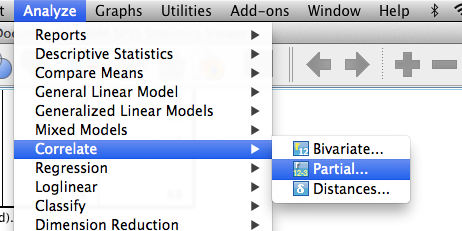 Analyze Graphs Utilities Add-ons Window Help
Reports
Descriptive Statistics
Compare Means
General Linear Model
Generalized Linear Models
Mixed Models
Correlate
Bivariate...
Regression
Partial...
Loglinear
Distances...
Classify
d).
Dimension Reduction